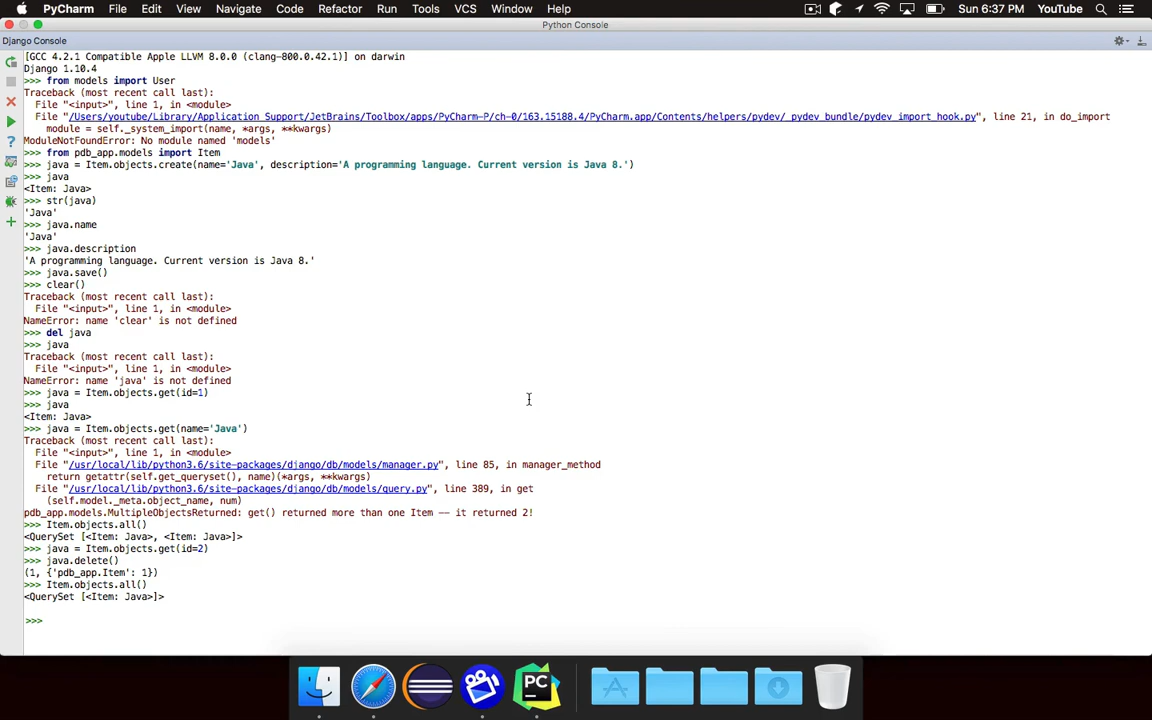 PyCharm File Edit View Navigate Code Refactor Run Tools VCS Window Help Sun 6:37 PM YouTube
Python Console
Django Console
[GCC 4.2.1 Compatible Apple LLVM 8.0.0 (clang-800.0.42.1)] on darwin
Django 1.10.4
>>> from models import User
Traceback (most recent call last):
File "<input>", line 1, in <module>
File "/Users/youtube/Library/Application Support/JetBrains/Toolbox/apps/PyCharm-P/ch-0/163.15188.4/PyCharm.app/Contents/helpers/pydev/_pydev_bundle/pydev_import_hook.py", line 21, in do_import
module = self._system_import(name, *args, **kwargs)
ModuleNotFoundError: No module named 'models'
>>> from pdb_app.models import Item
>>> java = Item.objects.create(name='Java', description='A programming language. Current version is Java 8.')
>>> java
<Item: Java>
>>> str(java)
'Java'
>>> java.name
'Java'
>>> java.description
'A programming language. Current version is Java 8.'
>>> java.save()
>>> clear()
Traceback (most recent call last):
File "<input>", line 1, in <module>
NameError: name 'clear' is not defined
>>> del java
>>> java
Traceback (most recent call last):
File "<input>", line 1, in <module>
NameError: name 'java' is not defined
>>> java = Item.objects.get(id=1)
>>> java
<Item: Java>
>>> java = Item.objects.get(name='Java')
Traceback (most recent call last):
File "<input>", line 1, in <module>
File "/usr/local/lib/python3.6/site-packages/django/db/models/manager.py", line 85, in manager_method
return getattr(self.get_queryset(), name)(*args, **kwargs)
File "/usr/local/lib/python3.6/site-packages/django/db/models/query.py", line 389, in get
(self.model._meta.object_name, num)
pdb_app.models.MultipleObjectsReturned: get() returned more than one Item -- it returned 2!
>>> Item.objects.all()
<QuerySet [<Item: Java>, <Item: Java>]>
>>> java = Item.objects.get(id=2)
>>> java.delete()
(1, {'pdb_app.Item': 1})
>>> Item.objects.all()
<QuerySet [<Item: Java>]>
>>>
PC